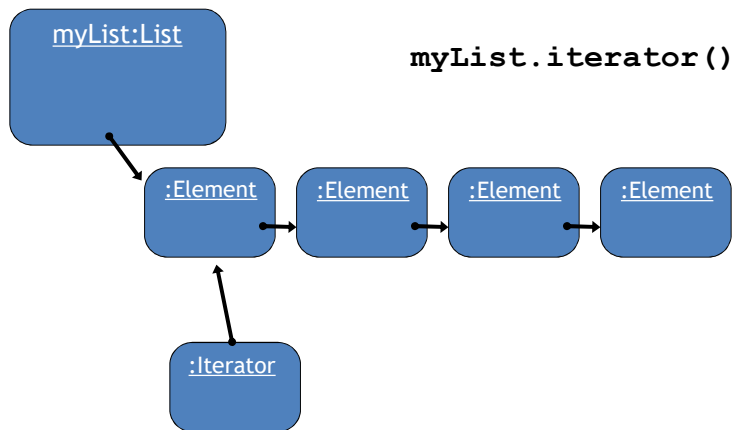 myList:List
myList.iterator()
:Element
:Element
:Element
:Element
:Iterator